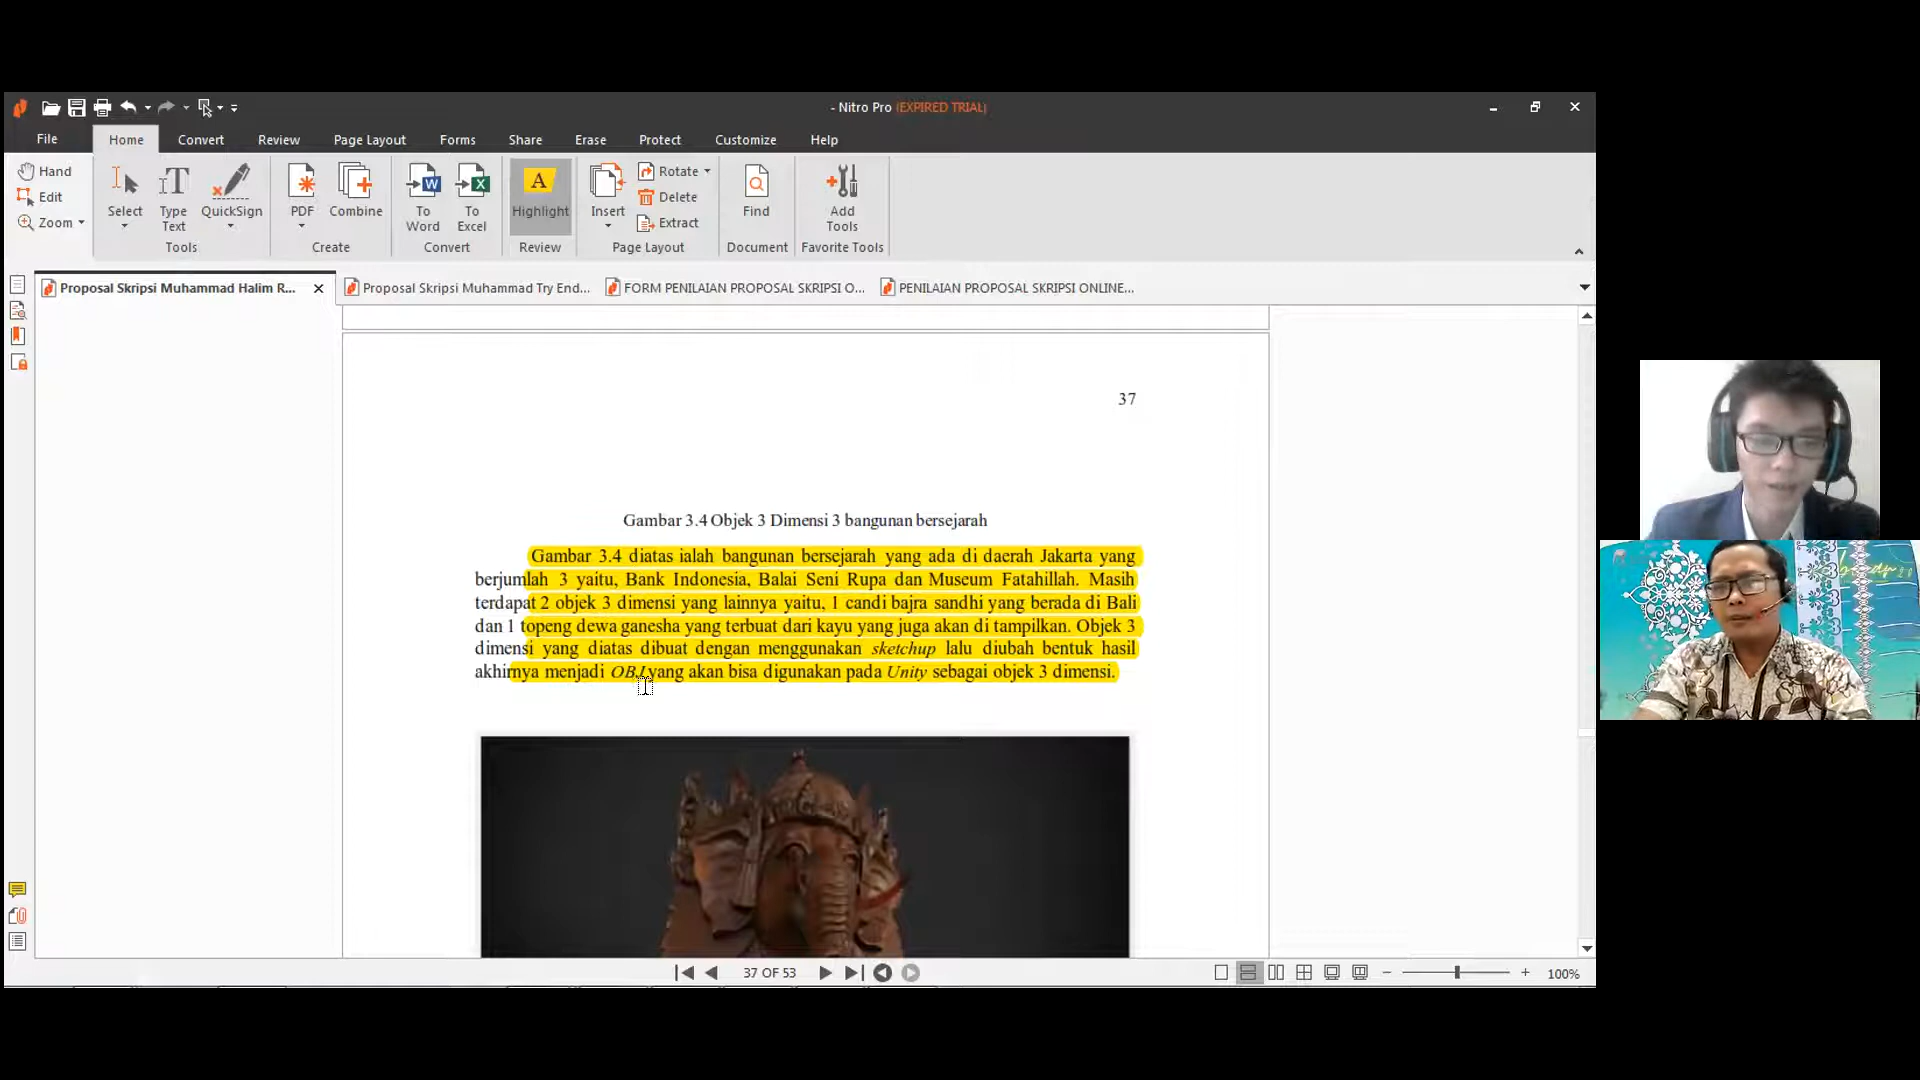 - Nitro Pro (EXPIRED TRIAL)
File Home Convert Review Page Layout Forms Share Erase Protect Customize Help
Hand
Edit
Zoom
Select
Type Text
QuickSign
Tools
PDF
Combine
Create
To Word
To Excel
Convert
A
Highlight
Review
Insert
Rotate
Delete
Extract
Page Layout
Find
Document
Add Tools
Favorite Tools
Proposal Skripsi Muhammad Halim R...
Proposal Skripsi Muhammad Try End...
FORM PENILAIAN PROPOSAL SKRIPSI O...
PENILAIAN PROPOSAL SKRIPSI ONLINE...
37
Gambar 3.4 Objek 3 Dimensi 3 bangunan bersejarah
Gambar 3.4 diatas ialah bangunan bersejarah yang ada di daerah Jakarta yang
berjumlah 3 yaitu, Bank Indonesia, Balai Seni Rupa dan Museum Fatahillah. Masih
terdapat 2 objek 3 dimensi yang lainnya yaitu, 1 candi bajra sandhi yang berada di Bali
dan 1 topeng dewa ganesha yang terbuat dari kayu yang juga akan di tampilkan. Objek 3
dimensi yang diatas dibuat dengan menggunakan sketchup lalu diubah bentuk hasil
akhirnya menjadi OBJ yang akan bisa digunakan pada Unity sebagai objek 3 dimensi.
37 OF 53
100%